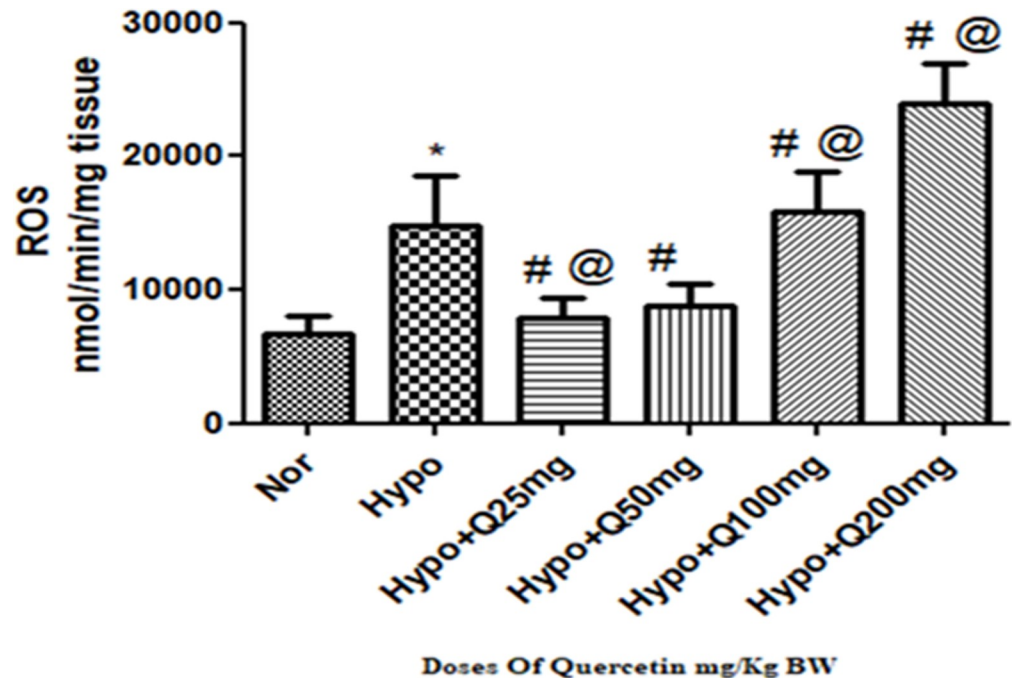 ROS
nmol/min/mg tissue
30000
20000
10000
0
*
# @
#
# @
# @
Nor
Hypo
Hypo+Q25mg
Hypo+Q50mg
Hypo+Q100mg
Hypo+Q200mg
Doses Of Quercetin mg/Kg BW